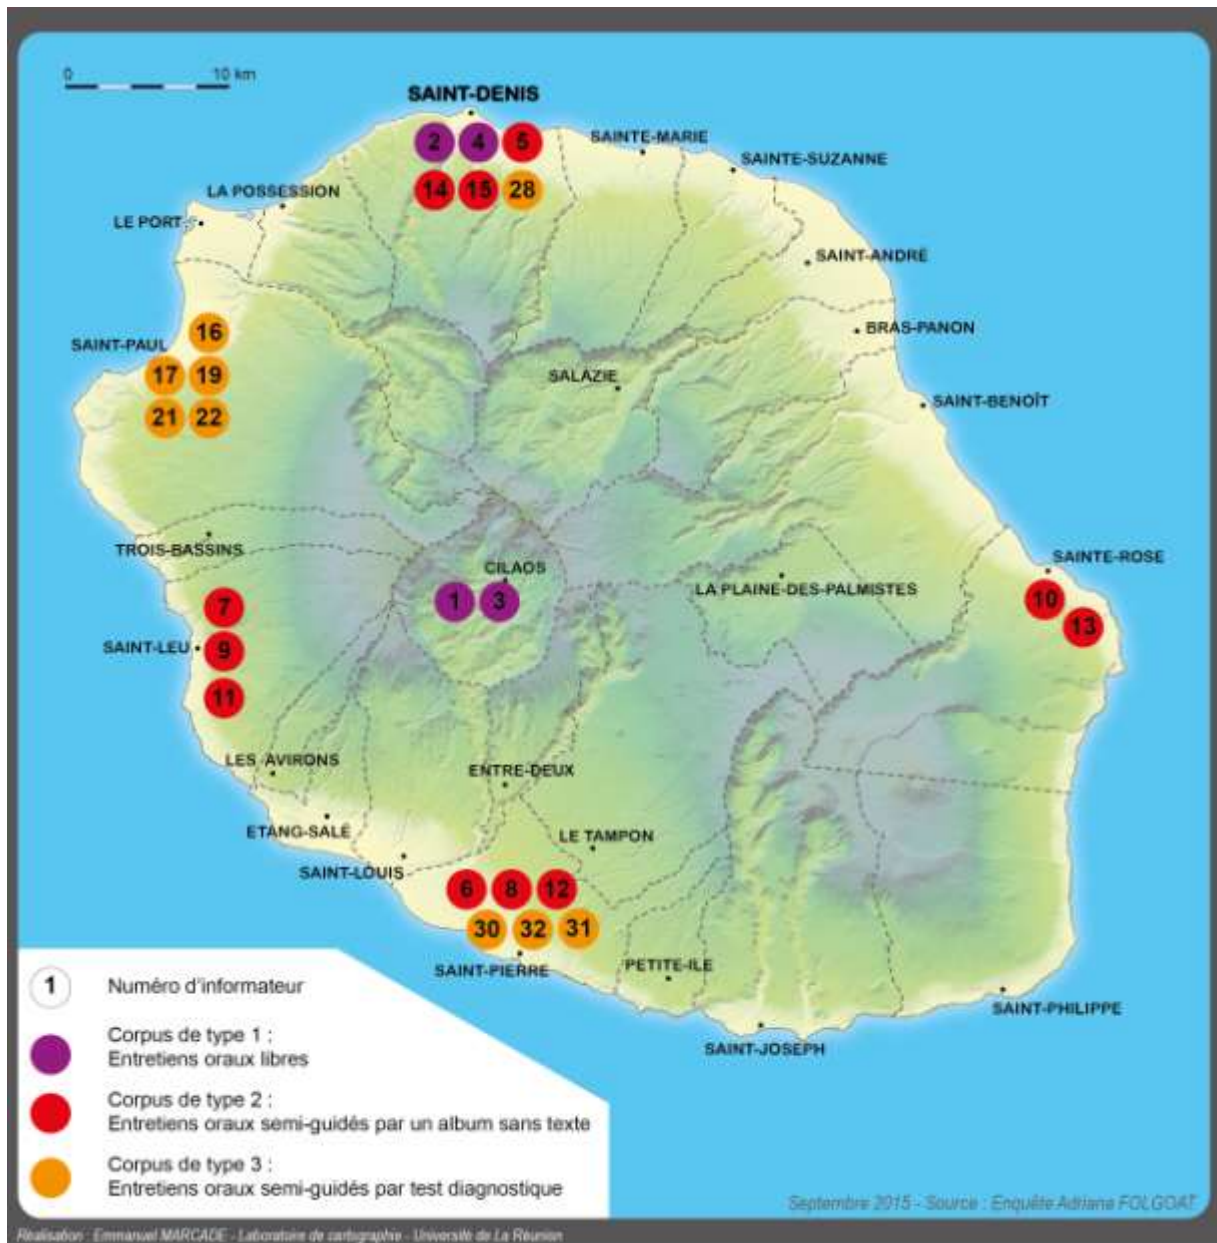 0 10 km
SAINT-DENIS
2 4 5
SAINTE-MARIE
SAINTE-SUZANNE
14 15 28
LA POSSESSION
LE PORT
SAINT-ANDRÉ
16
BRAS-PANON
SAINT-PAUL
17 19
SALAZIE
21 22
SAINT-BENOÎT
TROIS-BASSINS
SAINTE-ROSE
CILAOS
LA PLAINE-DES-PALMISTES
1 3
10
7
13
SAINT-LEU
9
11
LES AVIRONS
ENTRE-DEUX
ETANG-SALÉ
LE TAMPON
SAINT-LOUIS
6 8 12
30 32 31
SAINT-PIERRE
PETITE-ILE
SAINT-PHILIPPE
SAINT-JOSEPH
1 Numéro d'informateur
Corpus de type 1 :
Entretiens oraux libres
Corpus de type 2 :
Entretiens oraux semi-guidés par un album sans texte
Corpus de type 3 :
Entretiens oraux semi-guidés par test diagnostique
Septembre 2015 - Source : Enquête Adriana FOLGOAT
Réalisation : Emmanuel MARCADE - Laboratoire de cartographie - Université de La Réunion